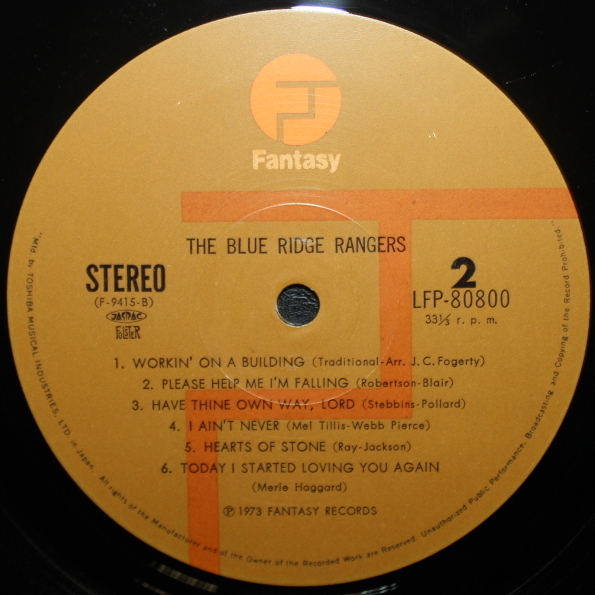 Fantasy
THE BLUE RIDGE RANGERS
STEREO
(F-9415-B)
JASRAC
FOLSTER
2
LFP-80800
33⅓ r. p. m.
1. WORKIN' ON A BUILDING (Traditional-Arr. J. C. Fogerty)
2. PLEASE HELP ME I'M FALLING (Robertson-Blair)
3. HAVE THINE OWN WAY, LORD (Stebbins-Pollard)
4. I AIN'T NEVER (Mel Tillis-Webb Pierce)
5. HEARTS OF STONE (Ray-Jackson)
6. TODAY I STARTED LOVING YOU AGAIN
(Merle Haggard)
Ⓟ 1973 FANTASY RECORDS
"Mfd. by TOSHIBA MUSICAL INDUSTRIES, LTD. in Japan. All rights of the Manufacturer and of the Owner of the Recorded Work are Reserved. Unauthorized Public Performance, Broadcasting and Copying of the Record Prohibited."